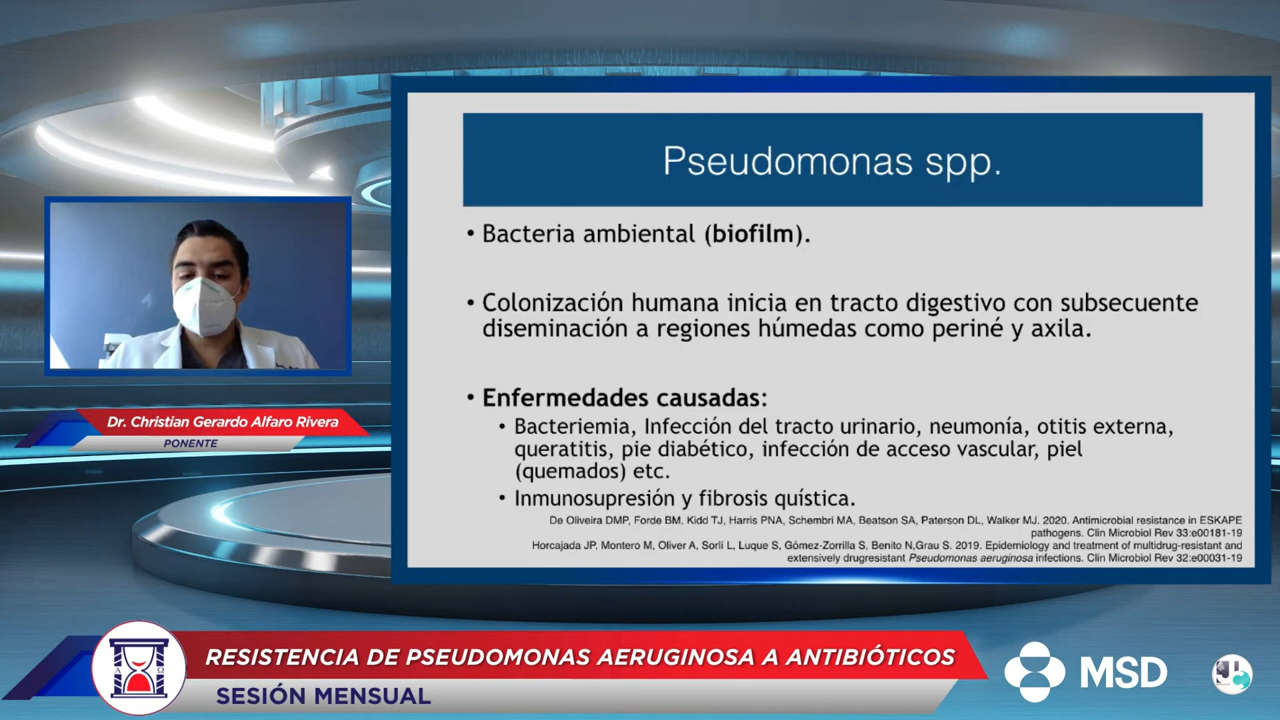 Pseudomonas spp.
• Bacteria ambiental (biofilm).
• Colonización humana inicia en tracto digestivo con subsecuente
diseminación a regiones húmedas como periné y axila.
• Enfermedades causadas:
• Bacteriemia, Infección del tracto urinario, neumonía, otitis externa,
queratitis, pie diabético, infección de acceso vascular, piel
(quemados) etc.
• Inmunosupresión y fibrosis quística.
De Oliveira DMP, Forde BM, Kidd TJ, Harris PNA, Schembri MA, Beatson SA, Paterson DL, Walker MJ. 2020. Antimicrobial resistance in ESKAPE
pathogens. Clin Microbiol Rev 33:e00181-19
Horcajada JP, Montero M, Oliver A, Sorlí L, Luque S, Gómez-Zorrilla S, Benito N,Grau S. 2019. Epidemiology and treatment of multidrug-resistant and
extensively drugresistant Pseudomonas aeruginosa infections. Clin Microbiol Rev 32:e00031-19
Dr. Christian Gerardo Alfaro Rivera
PONENTE
RESISTENCIA DE PSEUDOMONAS AERUGINOSA A ANTIBIÓTICOS
SESIÓN MENSUAL
MSD